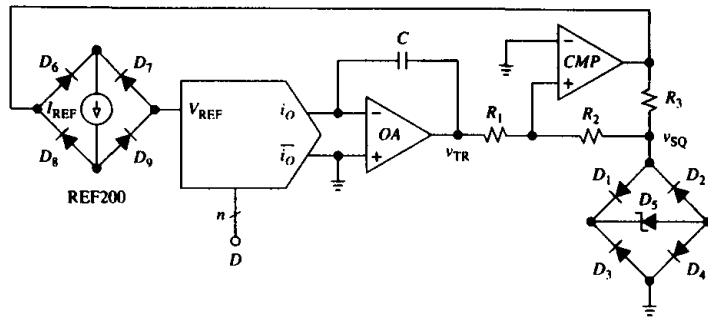 D6
D7
IREF
D8
D9
REF200
VREF
iO
iO
n
D
C
−
+
OA
vTR
R1
−
+
CMP
R2
R3
vSQ
D1
D2
D5
D3
D4